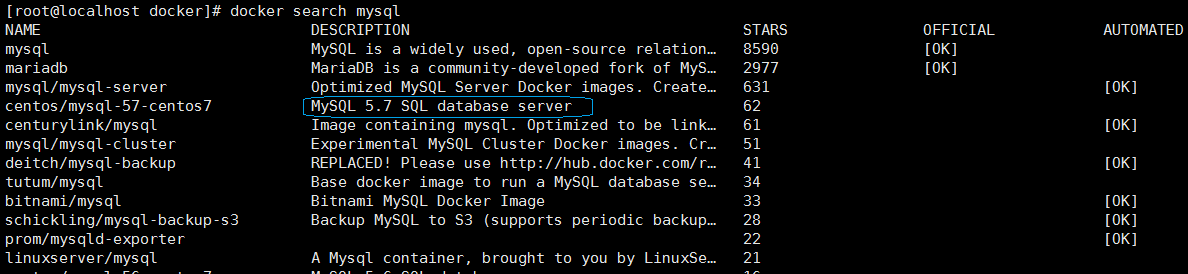 [root@localhost docker]# docker search mysql
NAME DESCRIPTION STARS OFFICIAL AUTOMATED
mysql MySQL is a widely used, open-source relation… 8590 [OK]
mariadb MariaDB is a community-developed fork of MyS… 2977 [OK]
mysql/mysql-server Optimized MySQL Server Docker images. Create… 631 [OK]
centos/mysql-57-centos7 MySQL 5.7 SQL database server 62
centurylink/mysql Image containing mysql. Optimized to be link… 61 [OK]
mysql/mysql-cluster Experimental MySQL Cluster Docker images. Cr… 51
deitch/mysql-backup REPLACED! Please use http://hub.docker.com/r… 41 [OK]
tutum/mysql Base docker image to run a MySQL database se… 34
bitnami/mysql Bitnami MySQL Docker Image 33 [OK]
schickling/mysql-backup-s3 Backup MySQL to S3 (supports periodic backup… 28 [OK]
prom/mysqld-exporter 22 [OK]
linuxserver/mysql A Mysql container, brought to you by LinuxSe… 21